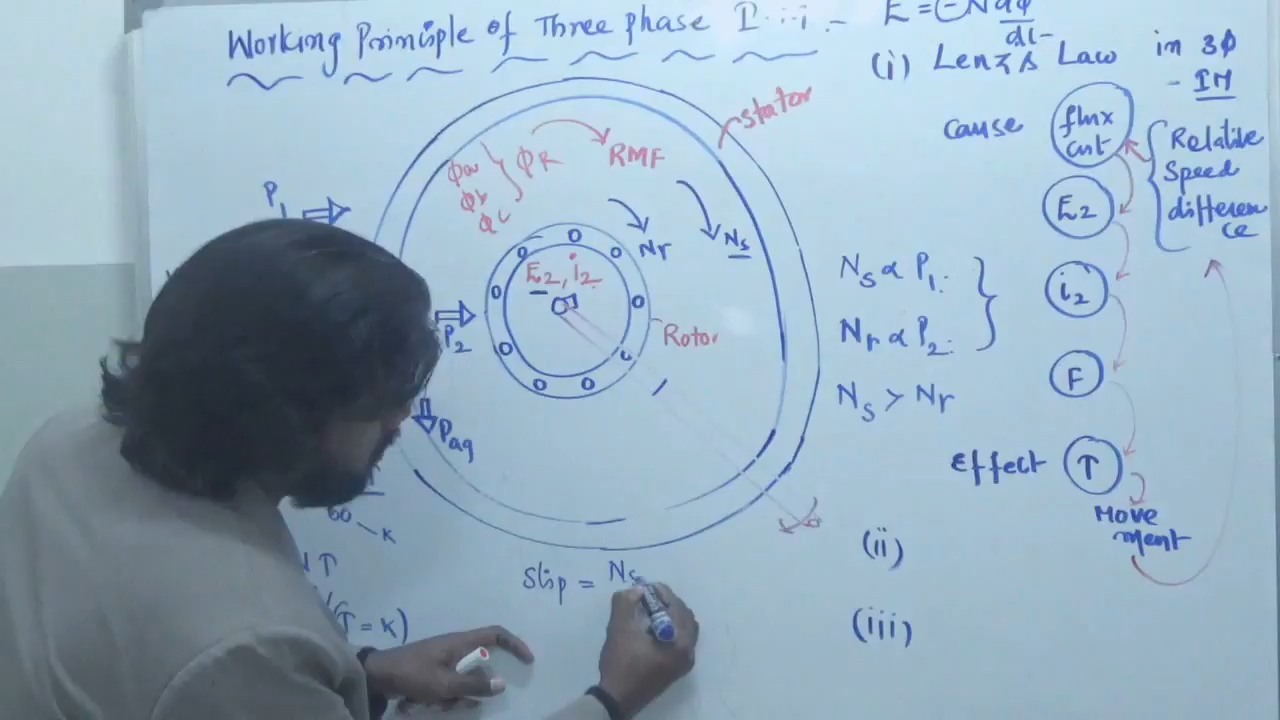 Working Principle of Three phase I
E = (-)N dφ/dt
(i) Lenz's Law in 3φ
- IM
cause
flux cut
Relative
Speed
differen
ce
E2
i2
F
Effect
T
Move
ment
stator
φa
φb
φc
φR
RMF
Nr
Ns
P1
P2
Pag
E2, i2
Rotor
Ns ∝ P1
Nr ∝ P2
Ns > Nr
60
K
T = K)
Slip = Ns
(ii)
(iii)